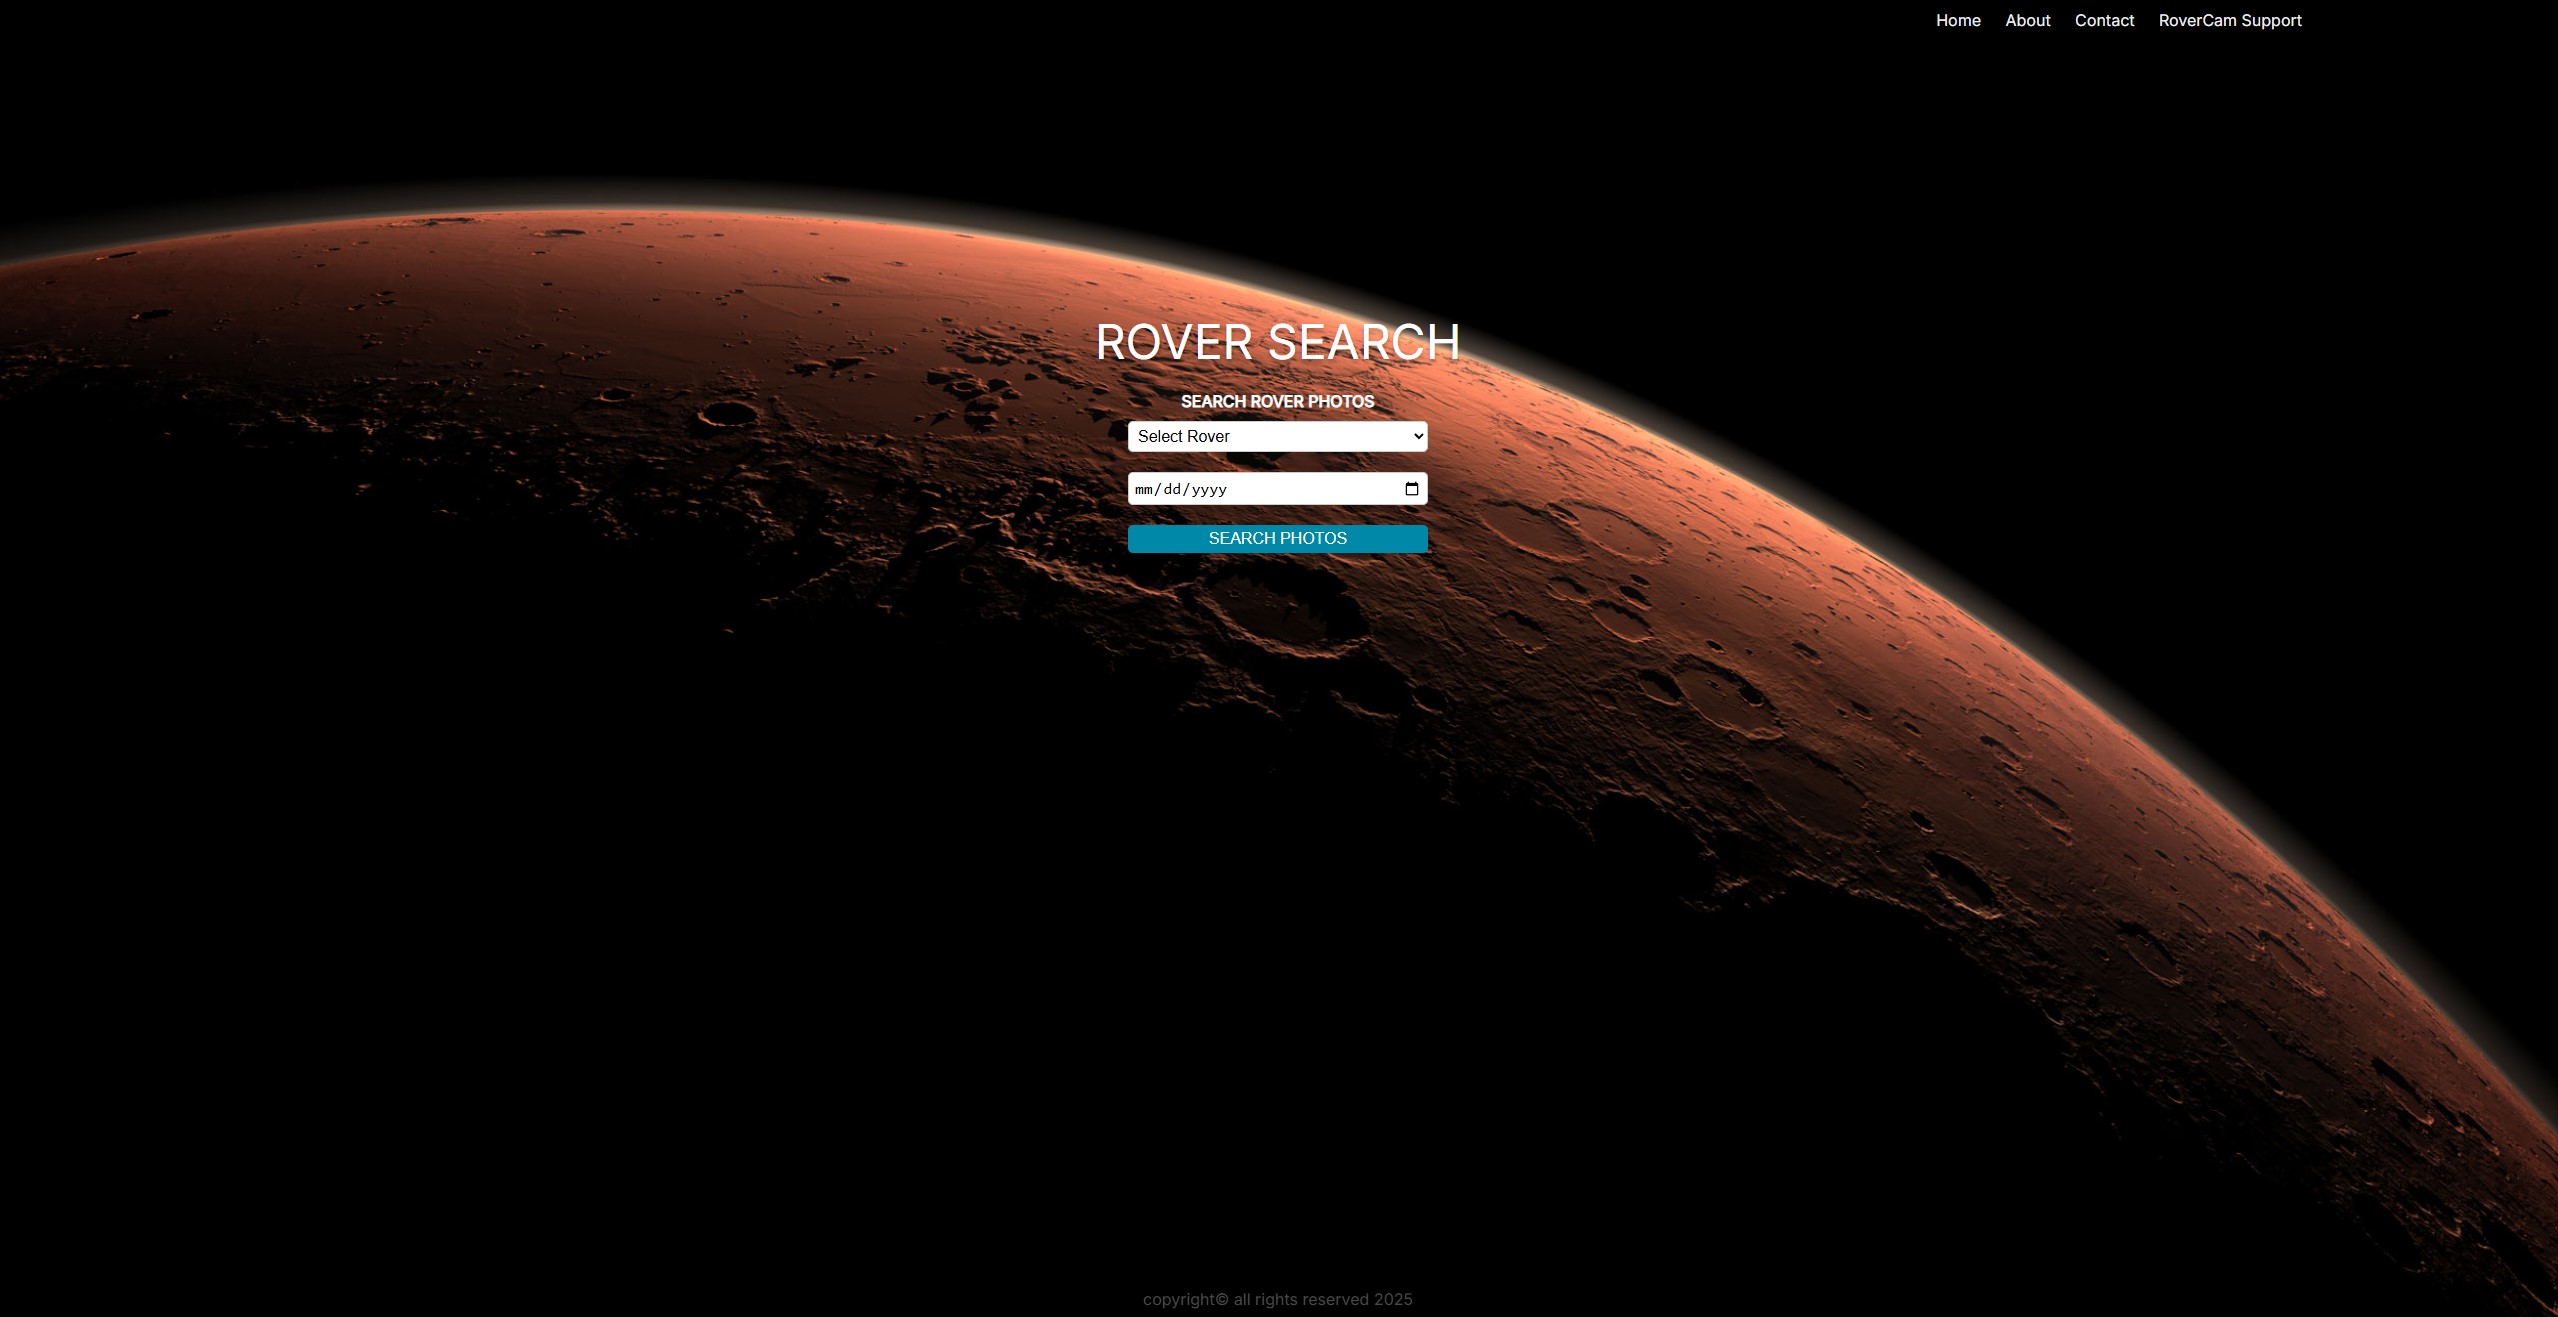 Home About Contact RoverCam Support
ROVER SEARCH
SEARCH ROVER PHOTOS
Select Rover
mm/dd/yyyy
SEARCH PHOTOS
copyright© all rights reserved 2025